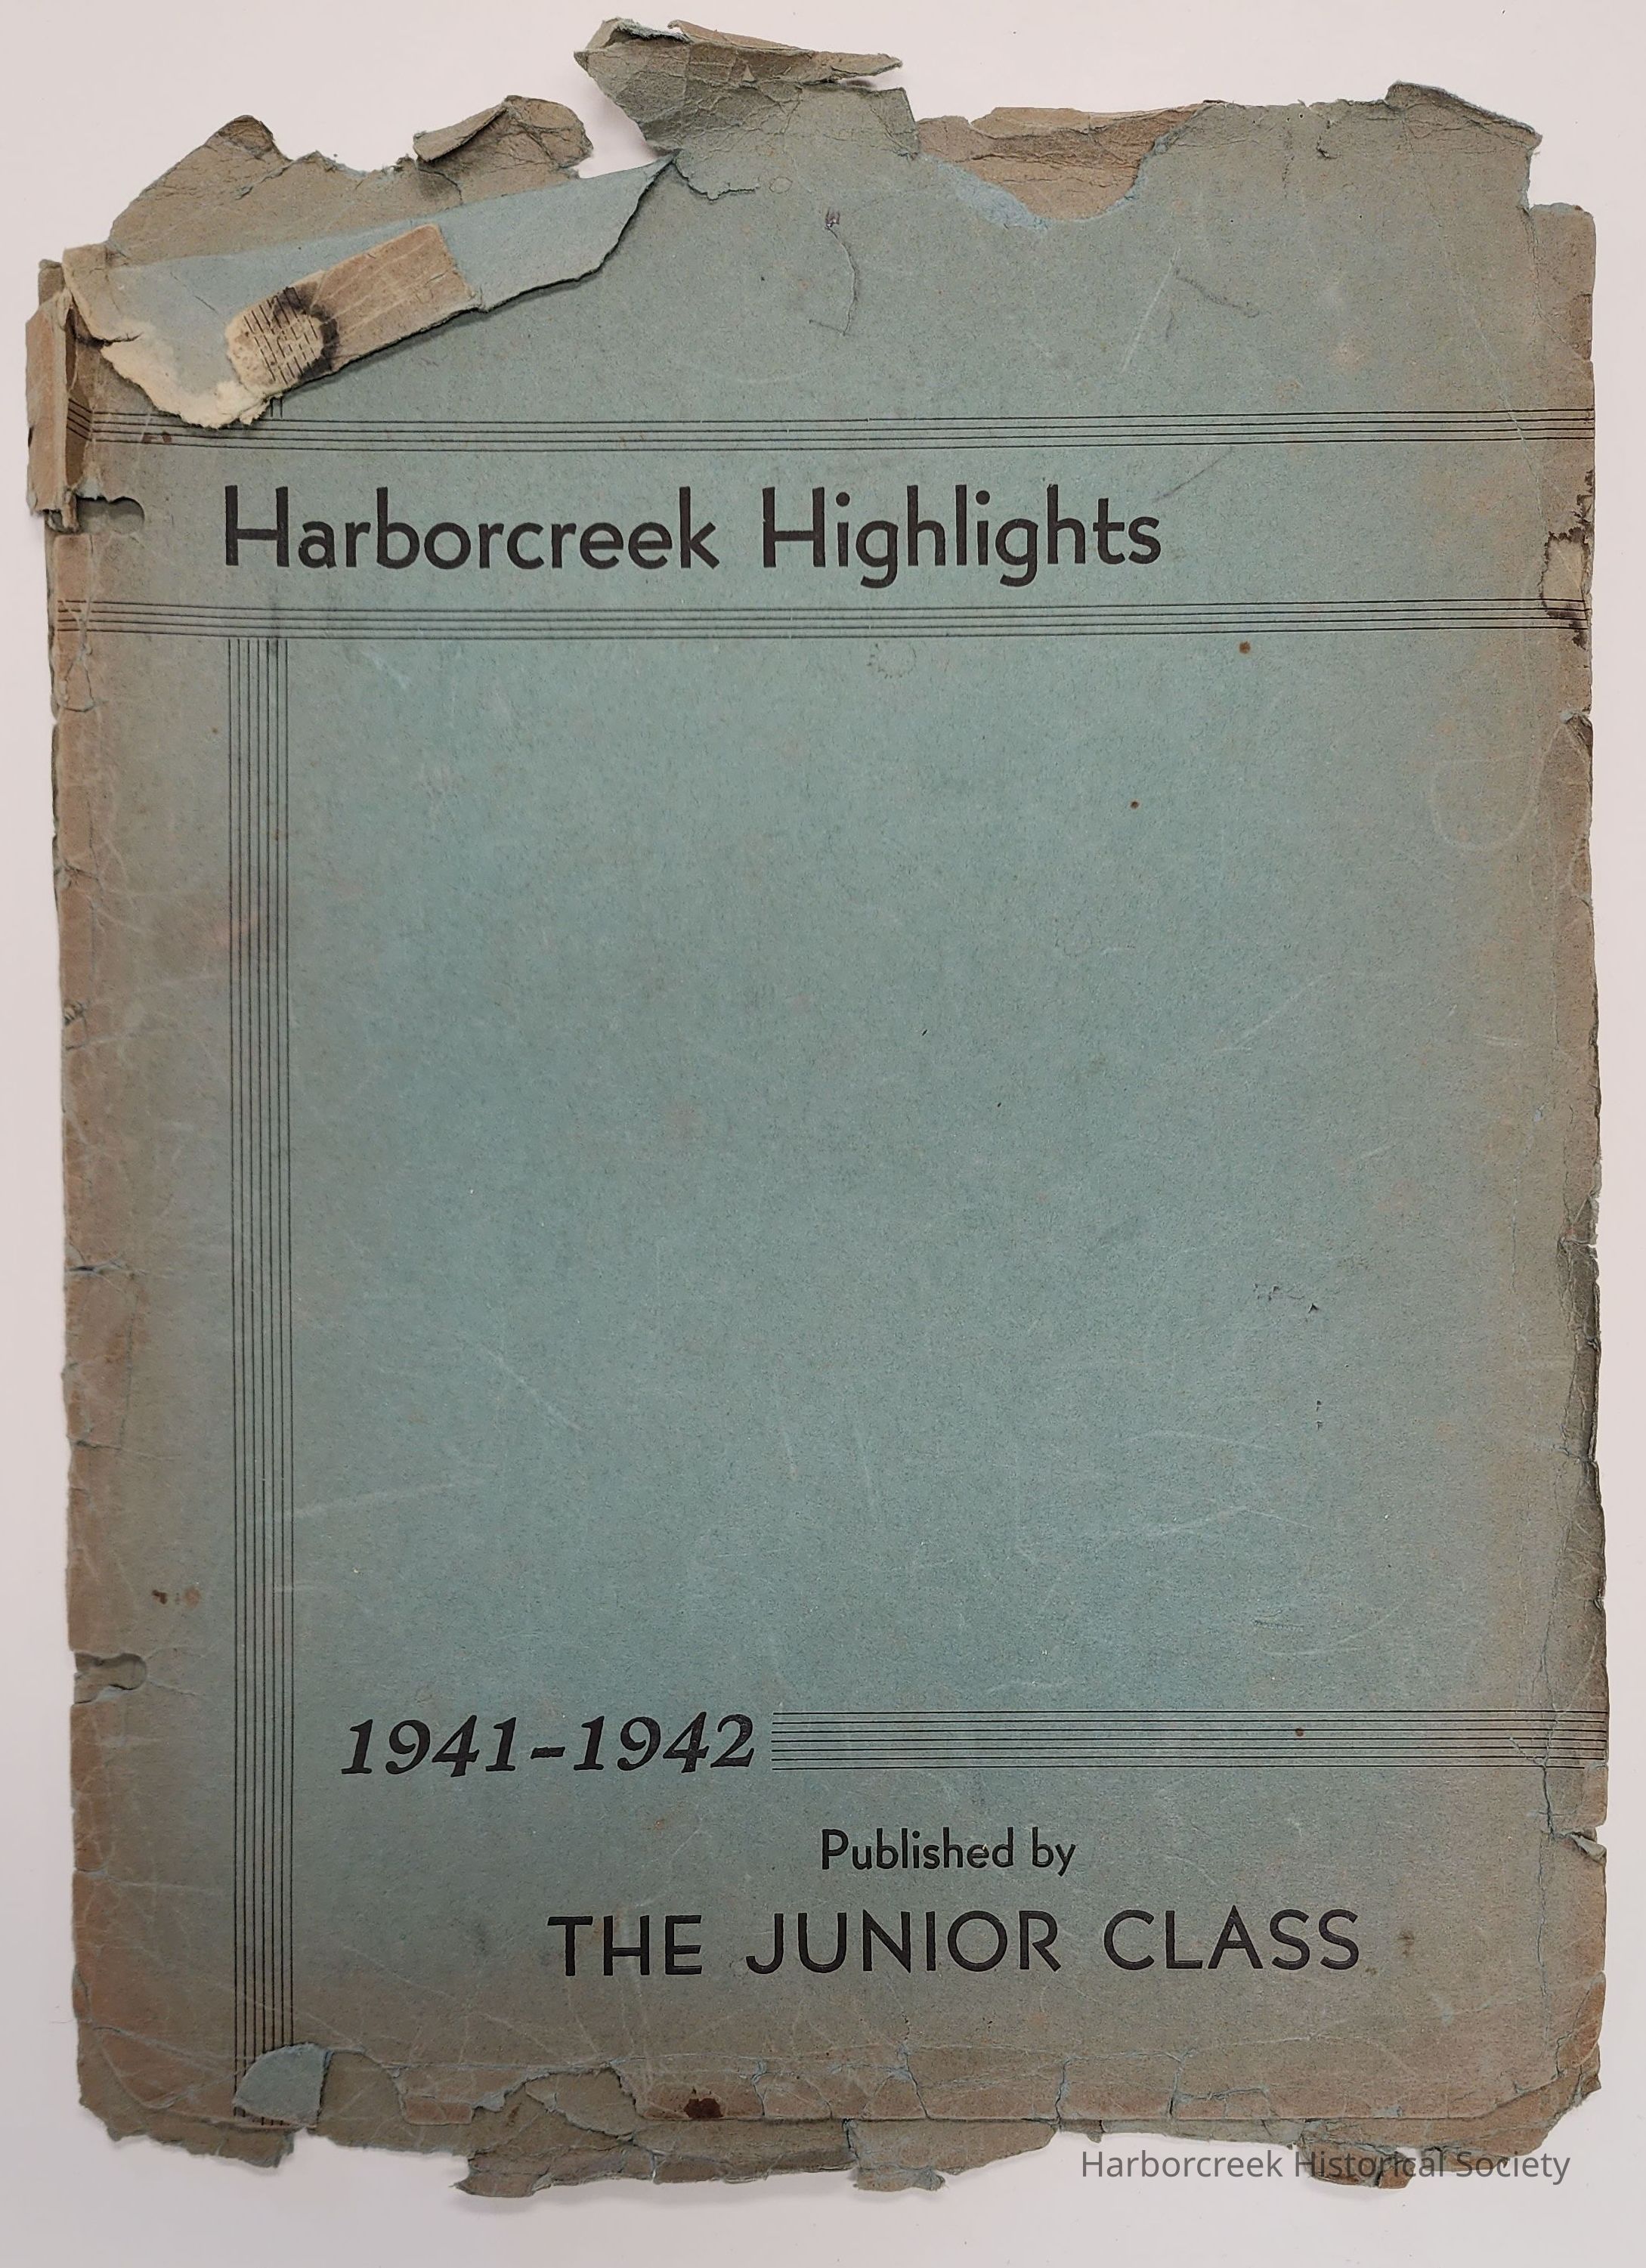 Harborcreek Highlights
1941-1942
Published by
THE JUNIOR CLASS
Harborcreek Historical Society